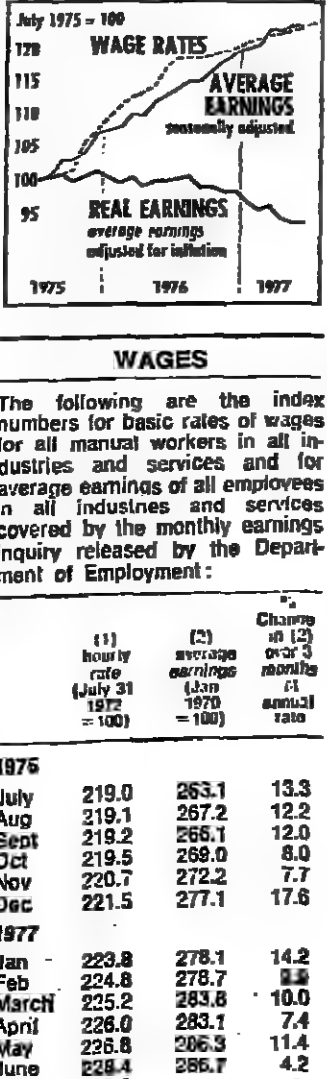 July 1975 = 100
120
WAGE RATES
115
AVERAGE
110
EARNINGS
seasonally adjusted
105
100
95
REAL EARNINGS
average earnings
adjusted for inflation
1975 1976 1977
WAGES
The following are the index
numbers for basic rates of wages
for all manual workers in all in-
dustries and services and for
average earnings of all employees
in all industries and services
covered by the monthly earnings
inquiry released by the Depart-
ment of Employment:
%
Change
(1) (2) in (2)
hourly average over 3
rate earnings months
(July 31 (Jan at
1972 1970 annual
= 100) = 100) rate
1976
July 219.0 263.1 13.3
Aug 219.1 267.2 12.2
Sept 219.2 266.1 12.0
Oct 219.5 269.0 8.0
Nov 220.7 272.2 7.7
Dec 221.5 277.1 17.6
1977
Jan 223.8 278.1 14.2
Feb 224.8 278.7
March 225.2 283.8 10.0
April 226.0 283.1 7.4
May 226.8 286.3 11.4
June 228.4 286.7 4.2